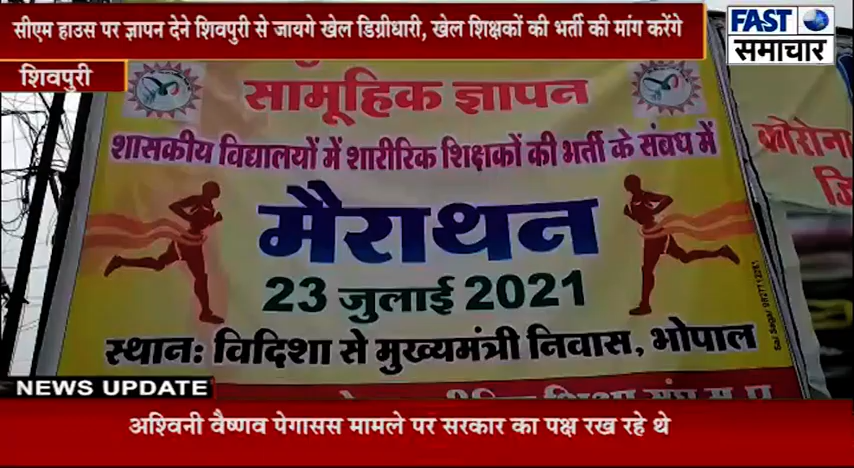 सीएम हाउस पर ज्ञापन देने शिवपुरी से जायगे खेल डिग्रीधारी, खेल शिक्षकों की भर्ती की मांग करेंगे
FAST
समाचार
शिवपुरी
सामूहिक ज्ञापन
शासकीय विद्यालयों में शारीरिक शिक्षकों की भर्ती के संबध में
मैराथन
23 जुलाई 2021
स्थान: विदिशा से मुख्यमंत्री निवास, भोपाल
कोरोना
NEWS UPDATE
अश्विनी वैष्णव पेगासस मामले पर सरकार का पक्ष रख रहे थे